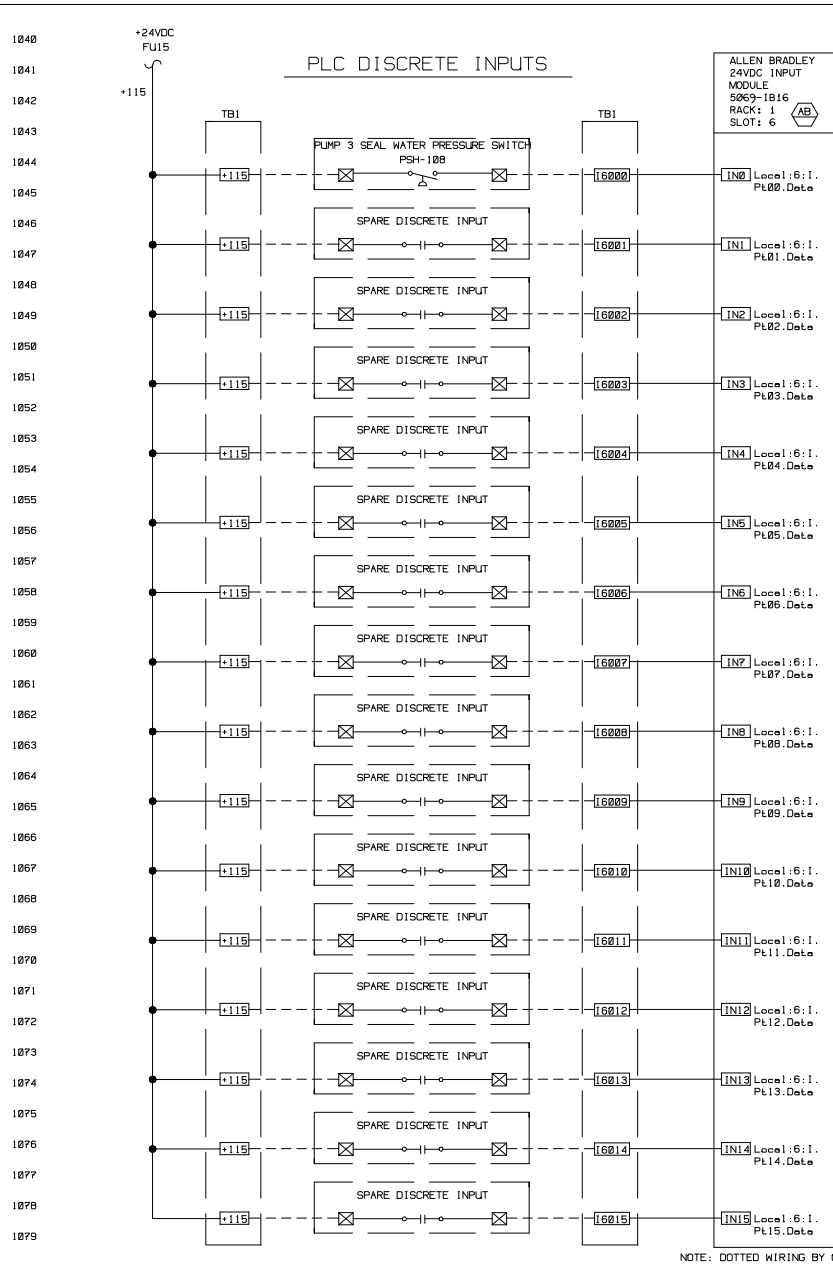 +24VDC
FU15
PLC DISCRETE INPUTS
ALLEN BRADLEY
24VDC INPUT
MODULE
5069-IB16
RACK: 1
SLOT: 6
AB
+115
TB1
TB1
1040
1041
1042
1043
1044
PUMP 3 SEAL WATER PRESSURE SWITCH
PSH-108
+115
I6000
IN0 Local:6:I.
Pt00.Data
1045
1046
SPARE DISCRETE INPUT
+115
I6001
IN1 Local:6:I.
Pt01.Data
1047
1048
SPARE DISCRETE INPUT
1049
+115
I6002
IN2 Local:6:I.
Pt02.Data
1050
SPARE DISCRETE INPUT
1051
+115
I6003
IN3 Local:6:I.
Pt03.Data
1052
SPARE DISCRETE INPUT
1053
+115
I6004
IN4 Local:6:I.
Pt04.Data
1054
1055
SPARE DISCRETE INPUT
+115
I6005
IN5 Local:6:I.
Pt05.Data
1056
1057
SPARE DISCRETE INPUT
1058
+115
I6006
IN6 Local:6:I.
Pt06.Data
1059
SPARE DISCRETE INPUT
1060
+115
I6007
IN7 Local:6:I.
Pt07.Data
1061
1062
SPARE DISCRETE INPUT
+115
I6008
IN8 Local:6:I.
Pt08.Data
1063
1064
SPARE DISCRETE INPUT
1065
+115
I6009
IN9 Local:6:I.
Pt09.Data
1066
SPARE DISCRETE INPUT
1067
+115
I6010
IN10 Local:6:I.
Pt10.Data
1068
SPARE DISCRETE INPUT
1069
+115
I6011
IN11 Local:6:I.
Pt11.Data
1070
1071
SPARE DISCRETE INPUT
+115
I6012
IN12 Local:6:I.
Pt12.Data
1072
1073
SPARE DISCRETE INPUT
1074
+115
I6013
IN13 Local:6:I.
Pt13.Data
1075
SPARE DISCRETE INPUT
1076
+115
I6014
IN14 Local:6:I.
Pt14.Data
1077
SPARE DISCRETE INPUT
1078
+115
I6015
IN15 Local:6:I.
Pt15.Data
1079
NOTE: DOTTED WIRING BY